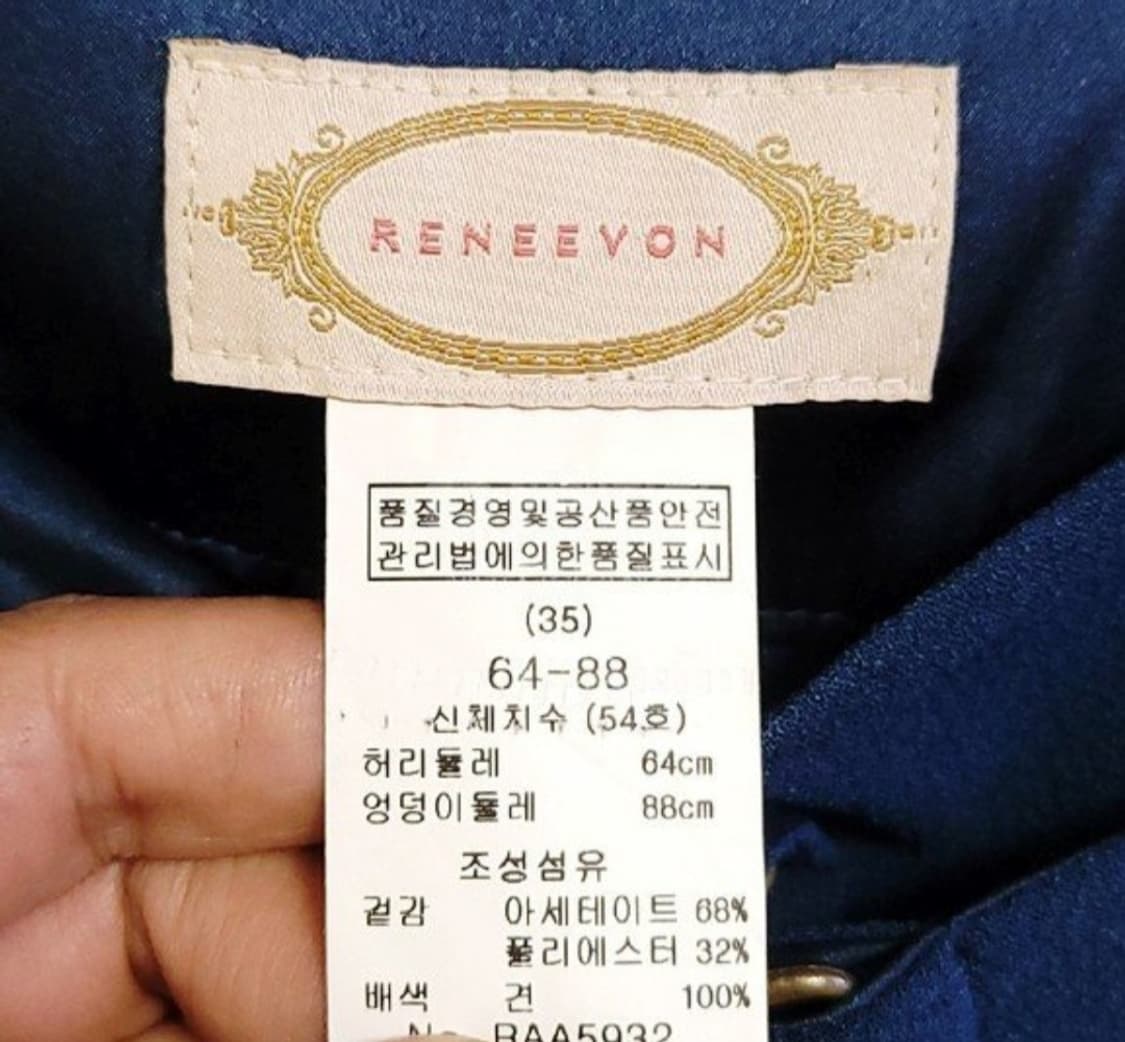 RENEEVON
품질경영및공산품안전
관리법에의한품질표시
(35)
64-88
신체치수 (54호)
허리둘레 64cm
엉덩이둘레 88cm
조성섬유
겉감 아세테이트 68%
폴리에스터 32%
배색 견 100%
BAA5932